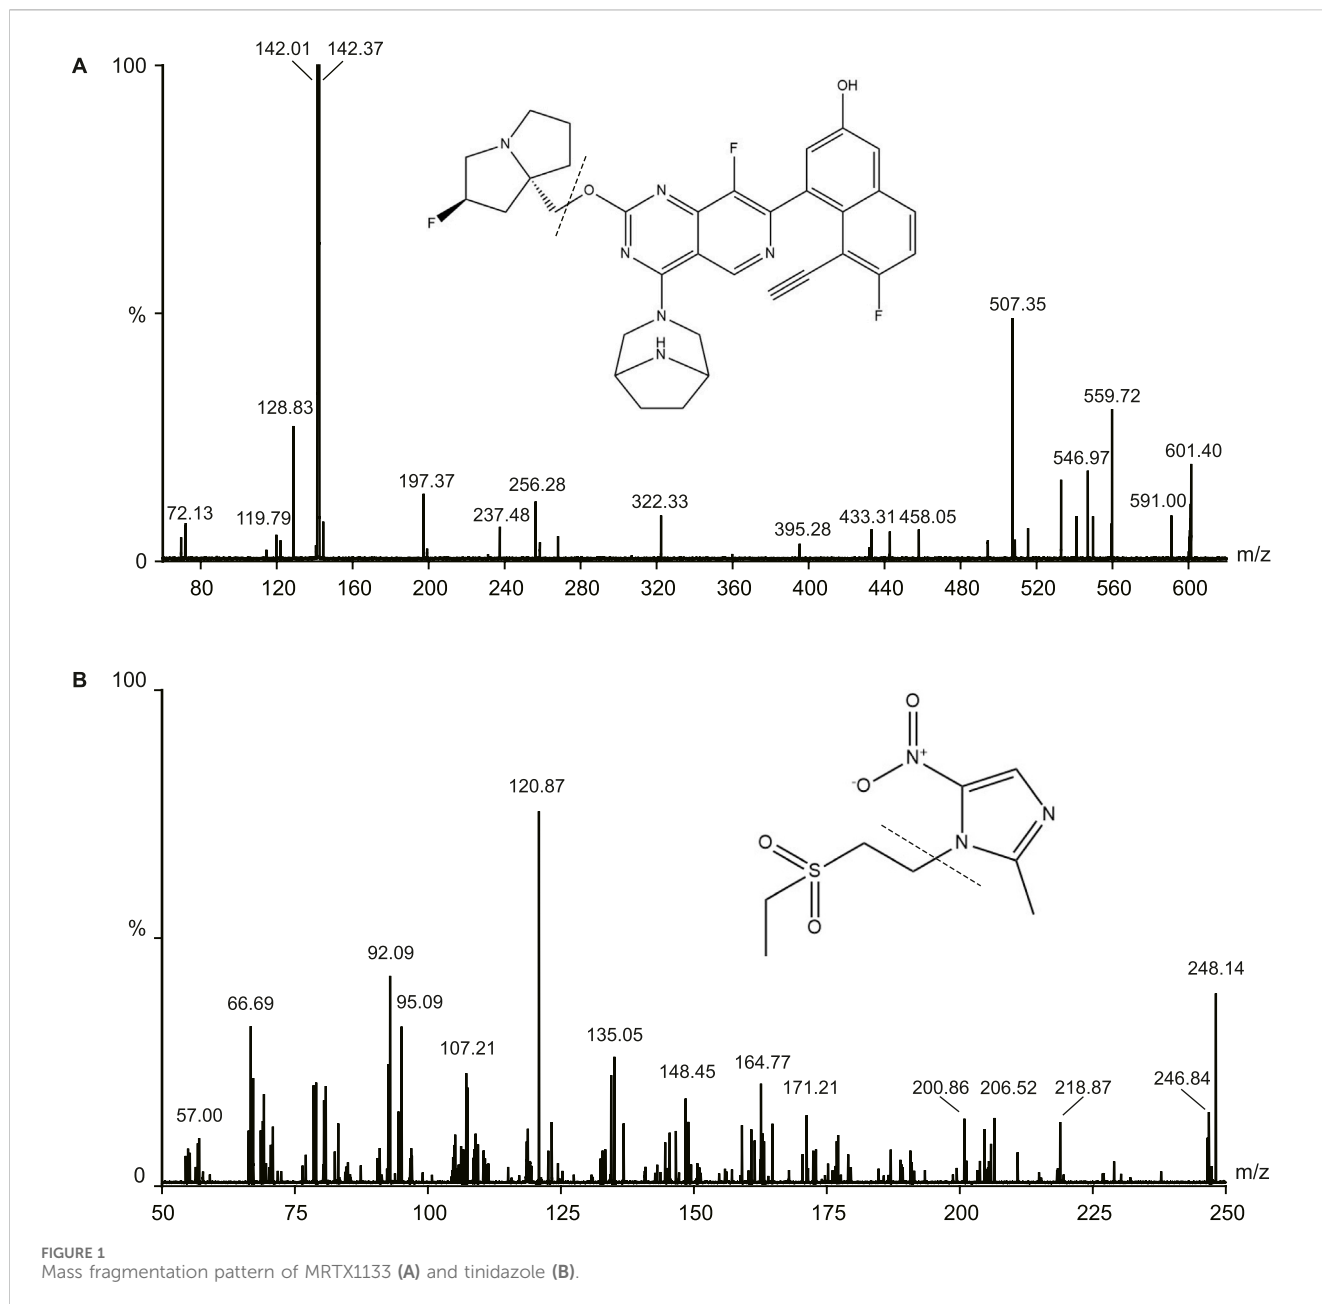 A
100
142.01
142.37
OH
F
N
O
N
F
N
N
%
F
N
H
N
507.35
128.83
559.72
601.40
546.97
197.37
256.28
591.00
72.13
119.79
237.48
322.33
395.28
433.31
458.05
0
m/z
80
120
160
200
240
280
320
360
400
440
480
520
560
600
B
100
O
N+
-O
N
120.87
O
N
S
%
O
92.09
248.14
66.69
95.09
107.21
135.05
148.45
164.77
171.21
200.86
206.52
218.87
246.84
57.00
0
m/z
50
75
100
125
150
175
200
225
250
FIGURE 1
Mass fragmentation pattern of MRTX1133 (A) and tinidazole (B).